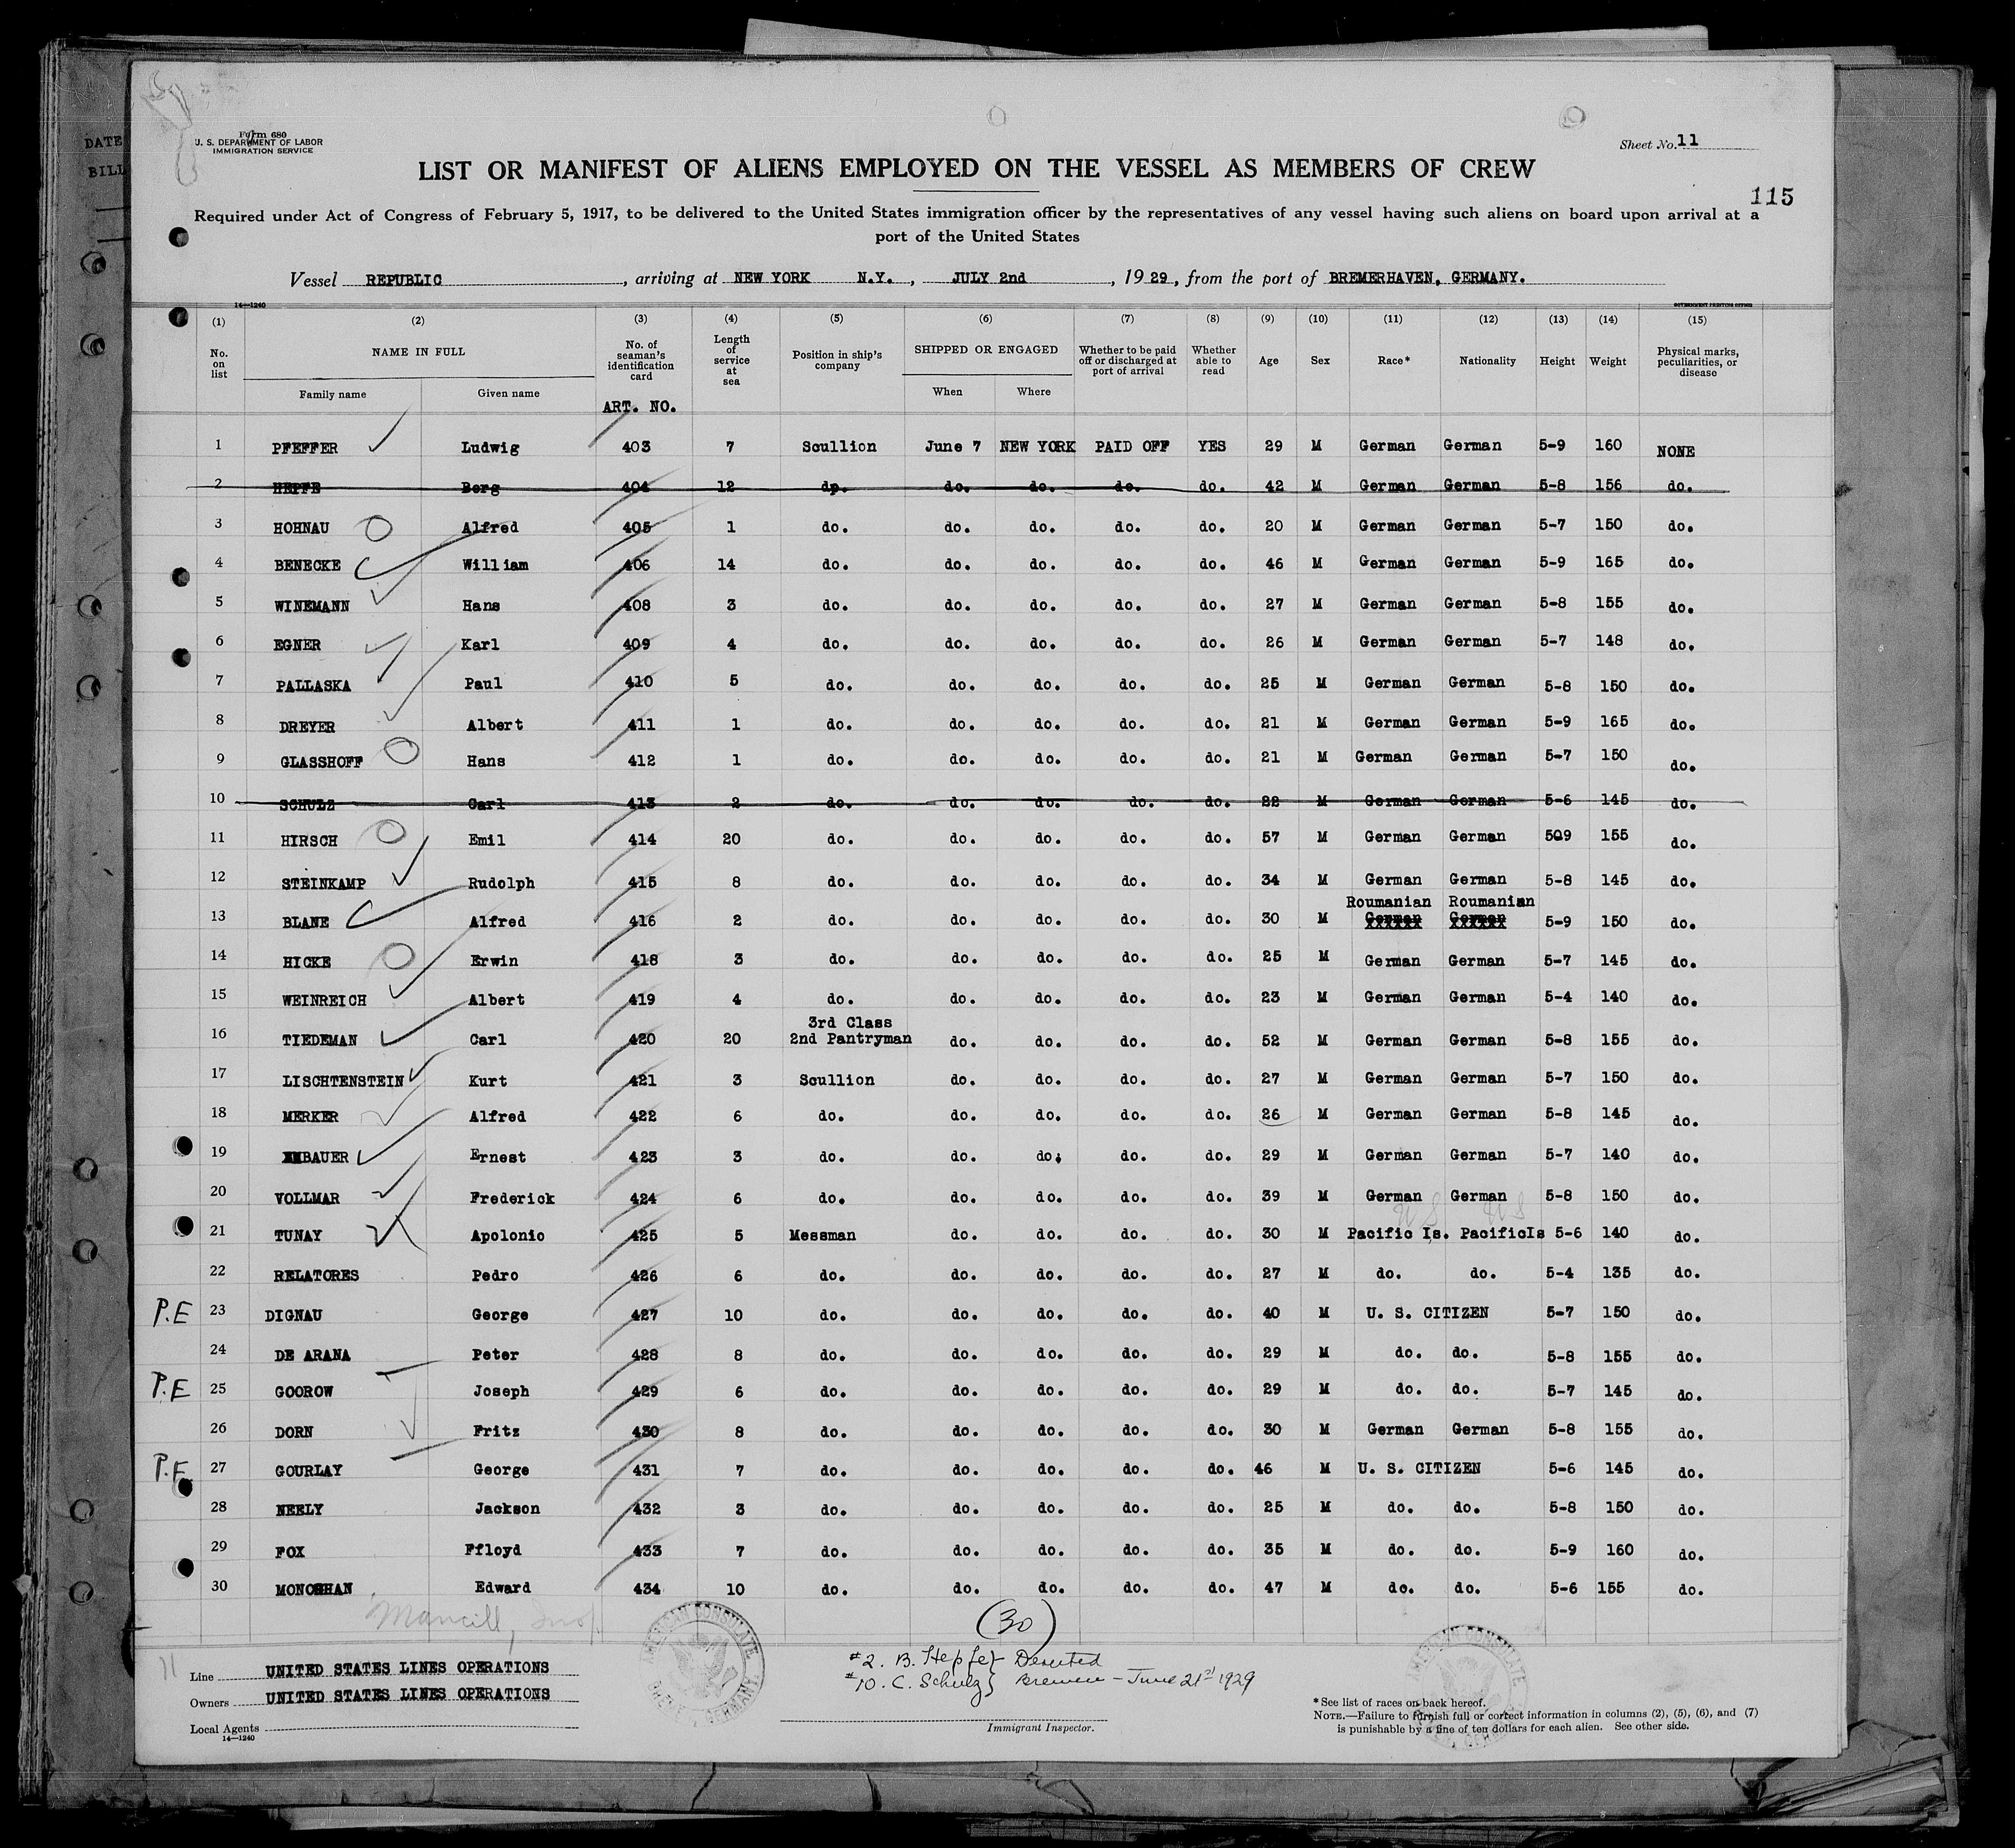 DATE
BILL
Form 680
U. S. DEPARTMENT OF LABOR
IMMIGRATION SERVICE
Sheet No. 11
LIST OR MANIFEST OF ALIENS EMPLOYED ON THE VESSEL AS MEMBERS OF CREW
115
Required under Act of Congress of February 5, 1917, to be delivered to the United States immigration officer by the representatives of any vessel having such aliens on board upon arrival at a
port of the United States
Vessel REPUBLIC, arriving at NEW YORK N.Y., JULY 2nd, 1929, from the port of BREMERHAVEN, GERMANY.
14—1240 GOVERNMENT PRINTING OFFICE
(1) (2) (3) (4) (5) (6) (7) (8) (9) (10) (11) (12) (13) (14) (15)
No. on list NAME IN FULL No. of seaman's identification card Length of service at sea Position in ship's company SHIPPED OR ENGAGED Whether to be paid off or discharged at port of arrival Whether able to read Age Sex Race* Nationality Height Weight Physical marks, peculiarities, or disease
Family name Given name When Where
ART. NO.
1 PFEFFER Ludwig 403 7 Scullion June 7 NEW YORK PAID OFF YES 29 M German German 5-9 160 NONE
2 HEPFE Berg 404 12 do. do. do. do. do. 42 M German German 5-8 156 do.
3 HOHNAU Alfred 405 1 do. do. do. do. do. 20 M German German 5-7 150 do.
4 BENECKE William 406 14 do. do. do. do. do. 46 M German German 5-9 165 do.
5 WINEMANN Hans 408 3 do. do. do. do. do. 27 M German German 5-8 155 do.
6 EGNER Karl 409 4 do. do. do. do. do. 26 M German German 5-7 148 do.
7 PALLASKA Paul 410 5 do. do. do. do. do. 25 M German German 5-8 150 do.
8 DREYER Albert 411 1 do. do. do. do. do. 21 M German German 5-9 165 do.
9 GLASSHOFF Hans 412 1 do. do. do. do. do. 21 M German German 5-7 150 do.
10 SCHULZ Carl 413 2 do. do. do. do. do. 22 M German German 5-6 145 do.
11 HIRSCH Emil 414 20 do. do. do. do. do. 57 M German German 5Q9 155 do.
12 STEINKAMP Rudolph 415 8 do. do. do. do. do. 34 M German German 5-8 145 do.
Roumanian Roumanian
13 BLANE Alfred 416 2 do. do. do. do. do. 30 M German German 5-9 150 do.
14 HICKE Erwin 418 3 do. do. do. do. do. 25 M German German 5-7 145 do.
15 WEINREICH Albert 419 4 do. do. do. do. do. 23 M German German 5-4 140 do.
3rd Class
16 TIEDEMAN Carl 420 20 2nd Pantryman do. do. do. do. 52 M German German 5-8 155 do.
17 LISCHTENSTEIN Kurt 421 3 Scullion do. do. do. do. 27 M German German 5-7 150 do.
18 MERKER Alfred 422 6 do. do. do. do. do. 26 M German German 5-8 145 do.
19 BAUER Ernest 423 3 do. do. do. do. do. 29 M German German 5-7 140 do.
20 VOLLMAR Frederick 424 6 do. do. do. do. do. 39 M German German 5-8 150 do.
U S U S
21 TUNAY Apolonio 425 5 Messman do. do. do. do. 30 M Pacific Is. PacificIs 5-6 140 do.
22 RELATORES Pedro 426 6 do. do. do. do. do. 27 M do. do. 5-4 135 do.
P.E 23 DIGNAU George 427 10 do. do. do. do. do. 40 M U. S. CITIZEN 5-7 150 do.
24 DE ARANA Peter 428 8 do. do. do. do. do. 29 M do. do. 5-8 155 do.
P.E 25 GOOROW Joseph 429 6 do. do. do. do. do. 29 M do. do. 5-7 145 do.
26 DORN Fritz 430 8 do. do. do. do. do. 30 M German German 5-8 155 do.
P.E 27 GOURLAY George 431 7 do. do. do. do. do. 46 M U. S. CITIZEN 5-6 145 do.
28 NEELY Jackson 432 3 do. do. do. do. do. 25 M do. do. 5-8 150 do.
29 FOX Ffloyd 433 7 do. do. do. do. do. 35 M do. do. 5-9 160 do.
30 MONOGHAN Edward 434 10 do. do. do. do. do. 47 M do. do. 5-6 155 do.
Mancill,
(30)
AMERICAN CONSULATE
GERMANY
11
Line UNITED STATES LINES OPERATIONS
Owners UNITED STATES LINES OPERATIONS
Local Agents
14—1240
#2. B. Hepfe } Deserted
#10. C. Schulz } Bremen - June 21st 1929
Immigrant Inspector.
AMERICAN CONSULATE
GERMANY
*See list of races on back hereof.
NOTE.—Failure to furnish full or correct information in columns (2), (5), (6), and (7)
is punishable by a fine of ten dollars for each alien. See other side.